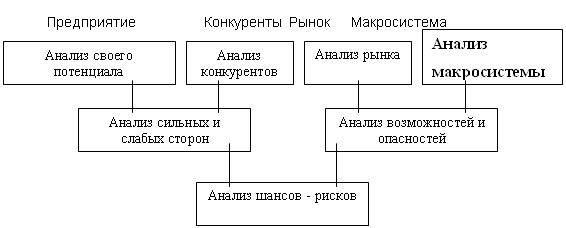 Предприятие Конкуренты Рынок Макросистема
Анализ своего
потенциала
Анализ
конкурентов
Анализ рынка
Анализ
макросистемы
Анализ сильных и
слабых сторон
Анализ возможностей и
опасностей
Анализ шансов - рисков